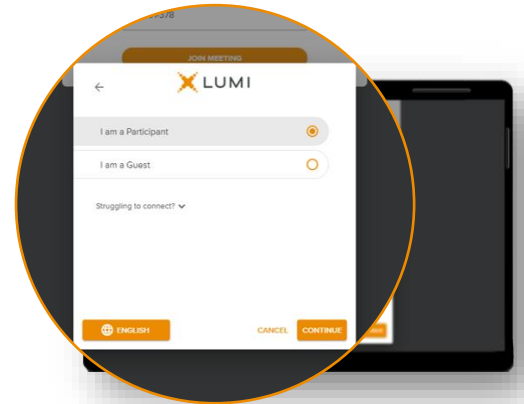 JOIN MEETING
← LUMI
I am a Participant
I am a Guest
Struggling to connect?
ENGLISH
CANCEL CONTINUE